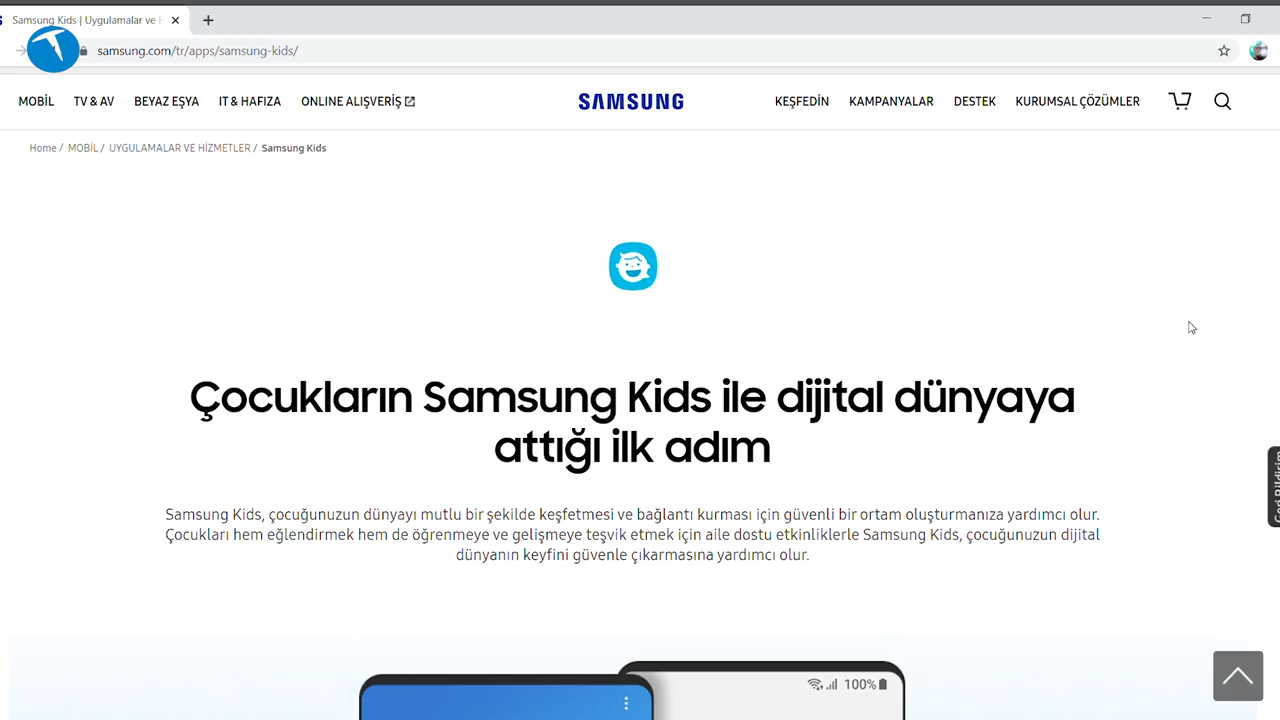 Samsung Kids | Uygulamalar ve H
samsung.com/tr/apps/samsung-kids/
MOBİL TV & AV BEYAZ EŞYA IT & HAFIZA ONLINE ALIŞVERİŞ SAMSUNG KEŞFEDİN KAMPANYALAR DESTEK KURUMSAL ÇÖZÜMLER
Home / MOBİL / UYGULAMALAR VE HİZMETLER / Samsung Kids
Çocukların Samsung Kids ile dijital dünyaya
attığı ilk adım
Samsung Kids, çocuğunuzun dünyayı mutlu bir şekilde keşfetmesi ve bağlantı kurması için güvenli bir ortam oluşturmanıza yardımcı olur.
Çocukları hem eğlendirmek hem de öğrenmeye ve gelişmeye teşvik etmek için aile dostu etkinliklerle Samsung Kids, çocuğunuzun dijital
dünyanın keyfini güvenle çıkarmasına yardımcı olur.
100%